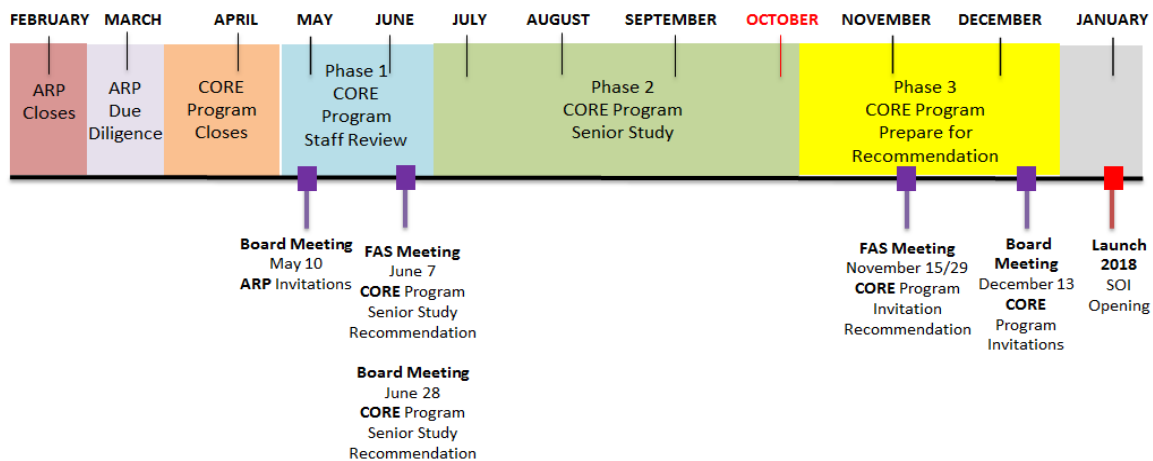 FEBRUARY MARCH APRIL MAY JUNE JULY AUGUST SEPTEMBER OCTOBER NOVEMBER DECEMBER JANUARY
ARP
Closes
ARP
Due
Diligence
CORE
Program
Closes
Phase 1
CORE
Program
Staff Review
Phase 2
CORE Program
Senior Study
Phase 3
CORE Program
Prepare for
Recommendation
Board Meeting
May 10
ARP Invitations
FAS Meeting
June 7
CORE Program
Senior Study
Recommendation
Board Meeting
June 28
CORE Program
Senior Study
Recommendation
FAS Meeting
November 15/29
CORE Program
Invitation
Recommendation
Board
Meeting
December 13
CORE
Program
Invitations
Launch
2018
SOI
Opening